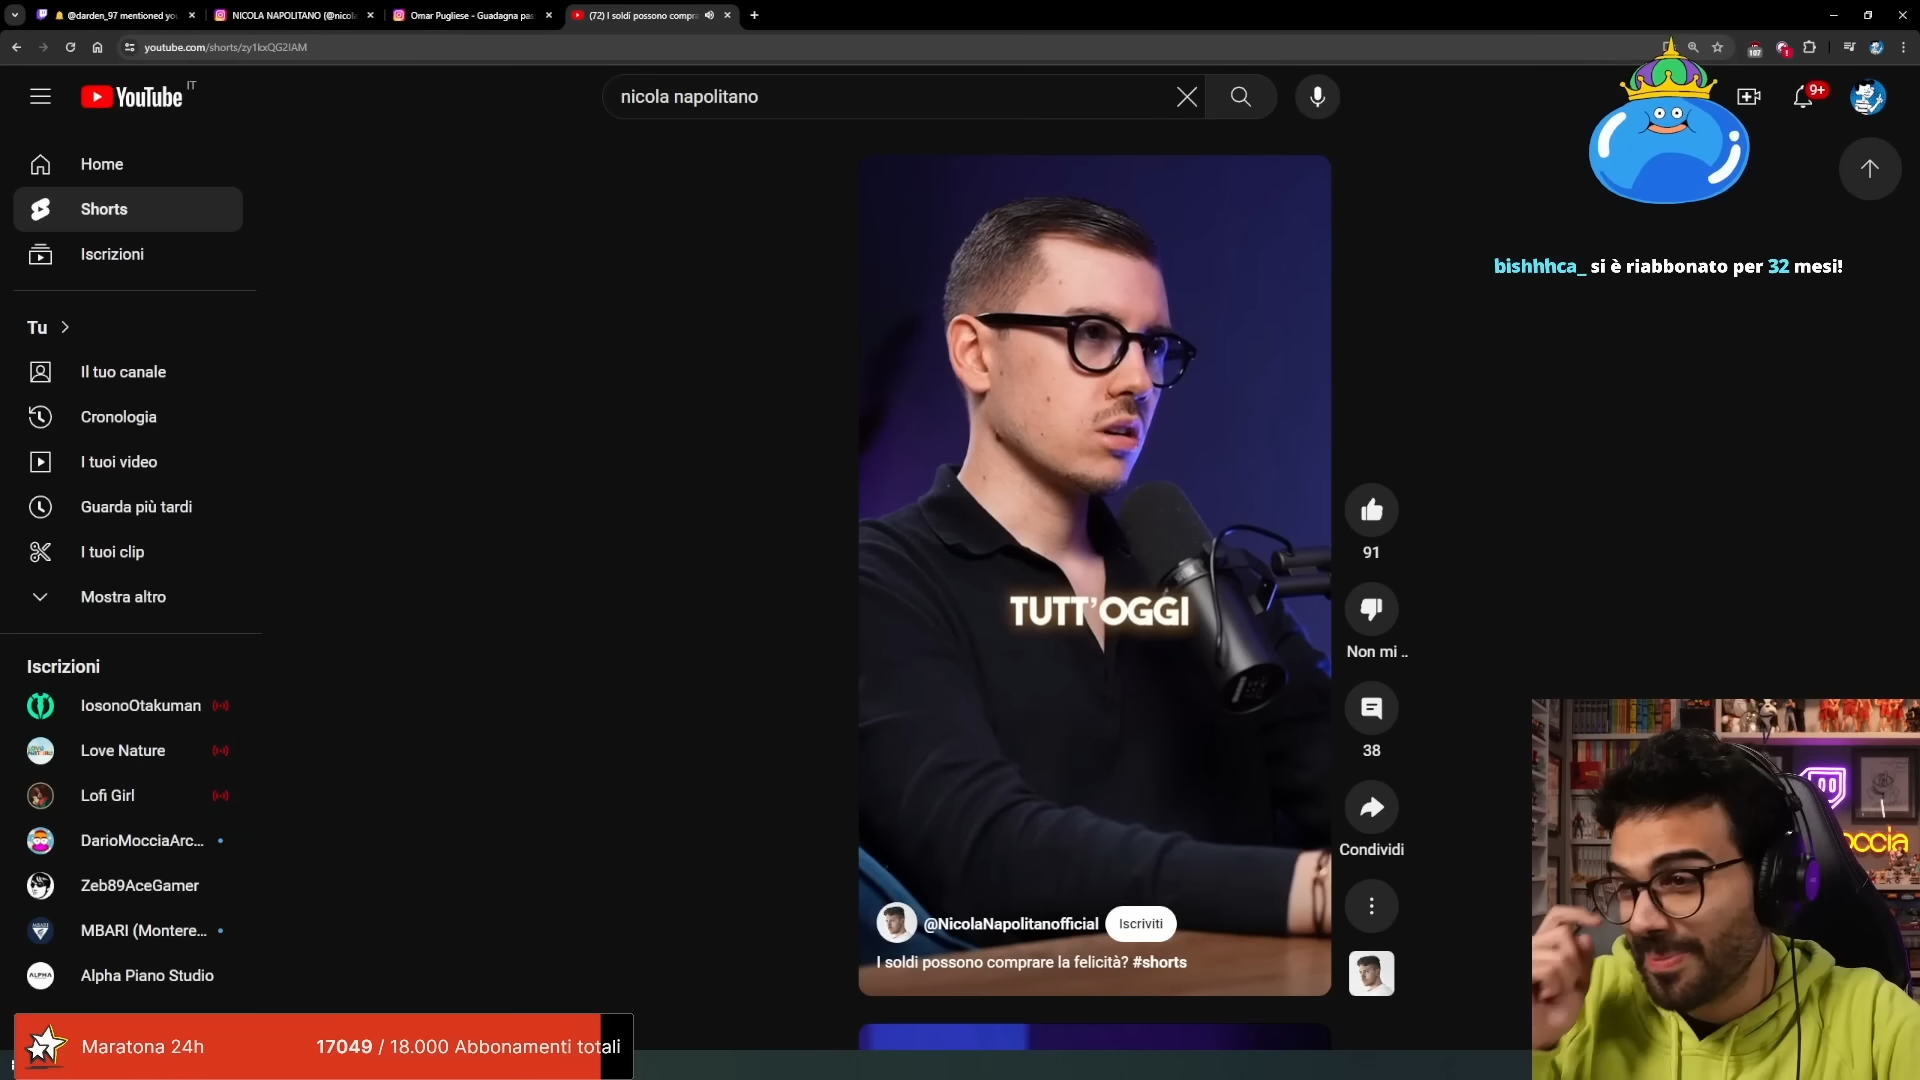 @darden_97 mentioned yo
NICOLA NAPOLITANO (@nicol
Omar Pugliese - Guadagna pas
(72) I soldi possono compra
youtube.com/shorts/zy1kxQG2IAM
107
YouTube
IT
nicola napolitano
9+
Home
Shorts
Iscrizioni
Tu
Il tuo canale
Cronologia
I tuoi video
Guarda più tardi
I tuoi clip
Mostra altro
Iscrizioni
IosonoOtakuman
Love Nature
Lofi Girl
DarioMocciaArc...
Zeb89AceGamer
MBARI (Montere...
Alpha Piano Studio
bishhhca_ si è riabbonato per 32 mesi!
TUTT'OGGI
91
Non mi ..
38
Condividi
@NicolaNapolitanofficial
Iscriviti
I soldi possono comprare la felicità? #shorts
occia
Maratona 24h
17049 / 18.000 Abbonamenti totali